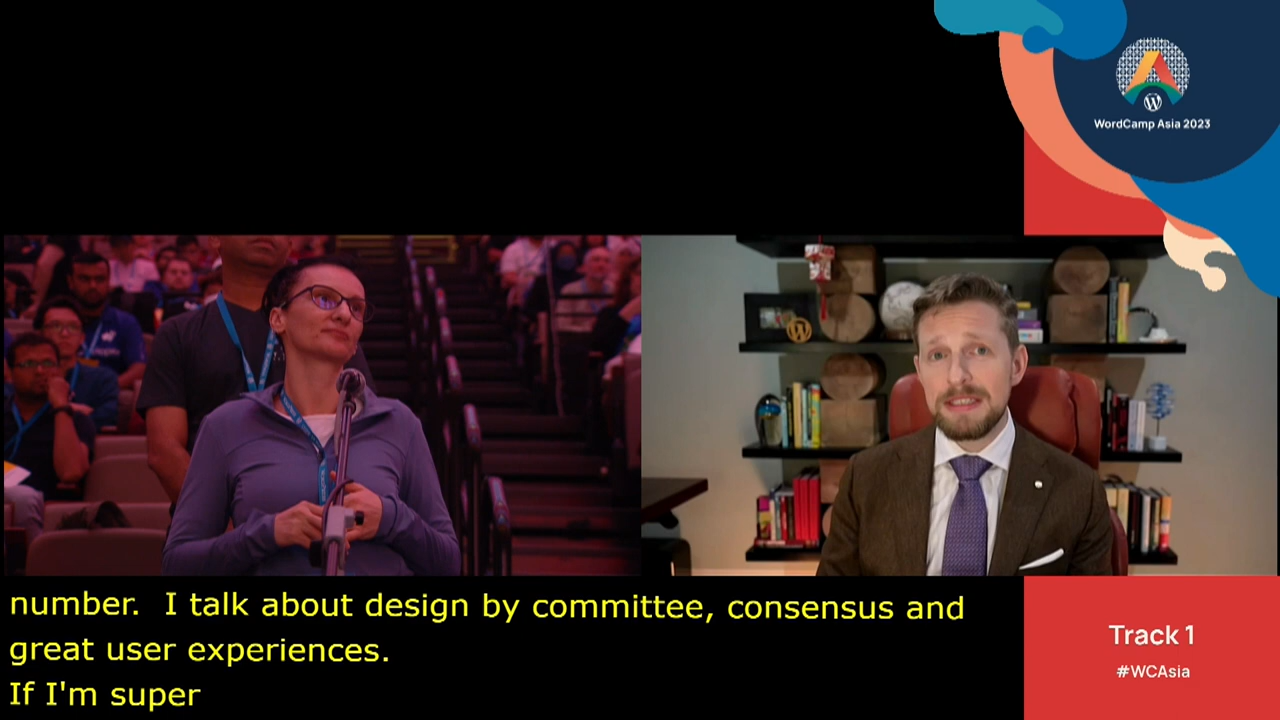 WordCamp Asia 2023
number.  I talk about design by committee, consensus and
great user experiences.
If I'm super
Track 1
#WCAsia